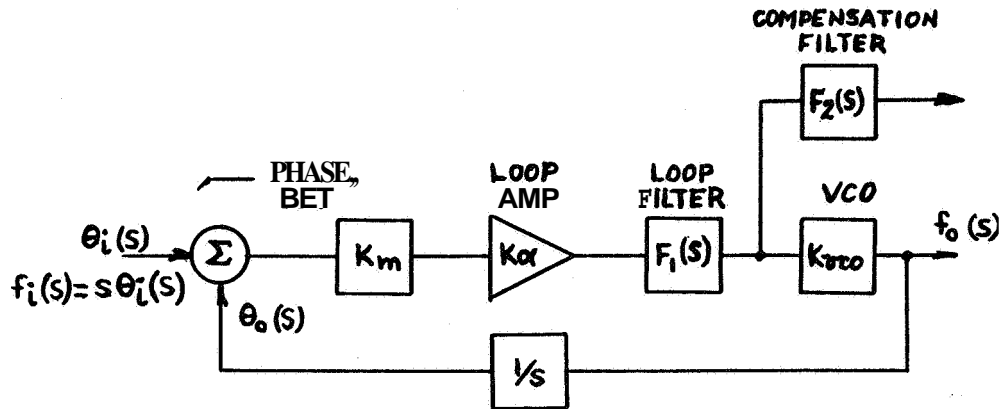 COMPENSATION
FILTER
F₂(S)
PHASE,,
BET
LOOP
AMP
LOOP
FILTER
VCO
θi(s)
Σ
Km
Kα
F₁(S)
Kvco
fo(s)
fi(s)=sθi(s)
θo(s)
1/s